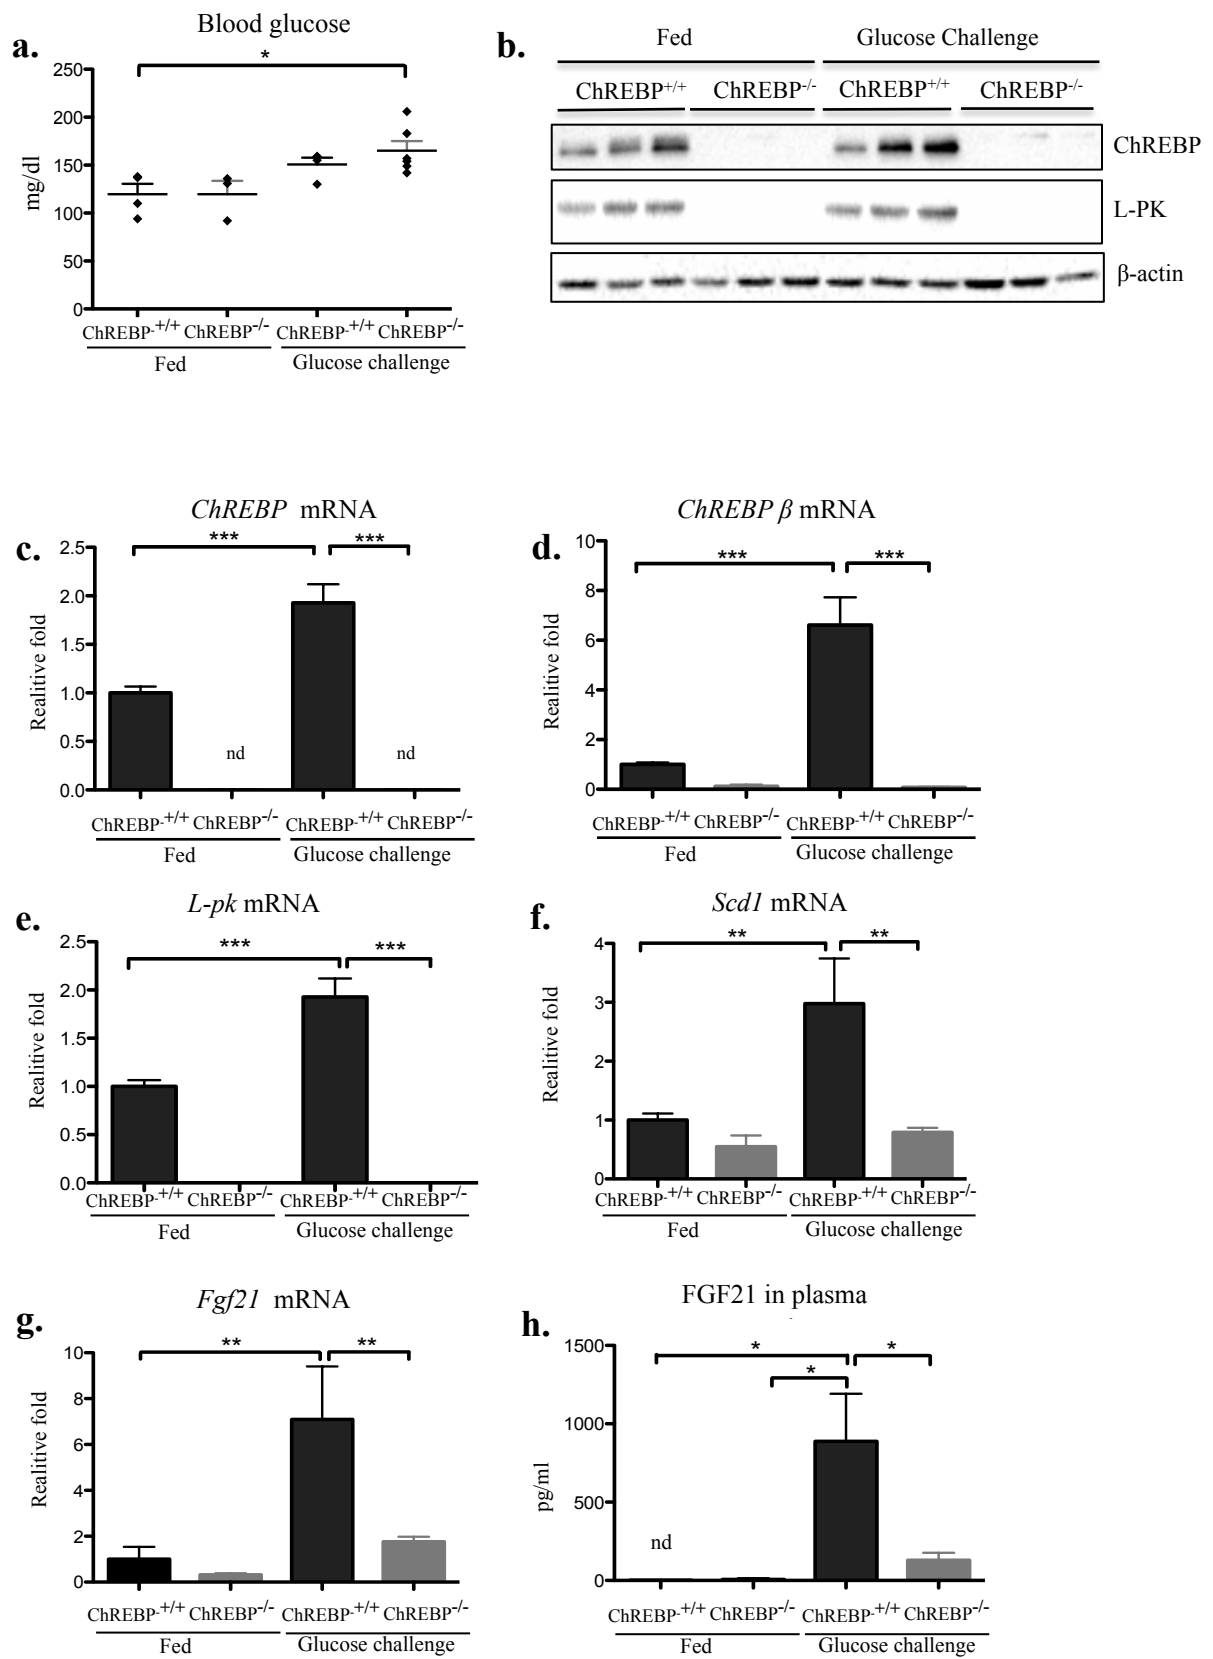 Blood glucose
a.
*
250
200
150
100
50
0
mg/dl
ChREBP-+/+ ChREBP-/- ChREBP-+/+ ChREBP-/-
Fed Glucose challenge
b.
Fed Glucose Challenge
ChREBP+/+ ChREBP-/- ChREBP+/+ ChREBP-/-
ChREBP
L-PK
β-actin
ChREBP mRNA
c.
*** ***
2.5
2.0
1.5
1.0
0.5
0.0
Realitive fold
nd nd
ChREBP-+/+ ChREBP-/- ChREBP-+/+ ChREBP-/-
Fed Glucose challenge
ChREBP β mRNA
d.
*** ***
10
8
6
4
2
0
Realitive fold
ChREBP-+/+ ChREBP-/- ChREBP-+/+ ChREBP-/-
Fed Glucose challenge
L-pk mRNA
e.
*** ***
2.5
2.0
1.5
1.0
0.5
0.0
Realitive fold
ChREBP-+/+ ChREBP-/- ChREBP-+/+ ChREBP-/-
Fed Glucose challenge
Scd1 mRNA
f.
** **
4
3
2
1
0
Realitive fold
ChREBP-+/+ ChREBP-/- ChREBP-+/+ ChREBP-/-
Fed Glucose challenge
Fgf21 mRNA
g.
** **
10
8
6
4
2
0
Realitive fold
ChREBP-+/+ ChREBP-/- ChREBP-+/+ ChREBP-/-
Fed Glucose challenge
FGF21 in plasma
h.
* *
*
1500
1000
500
0
pg/ml
nd
ChREBP-+/+ ChREBP-/- ChREBP-+/+ ChREBP-/-
Fed Glucose challenge